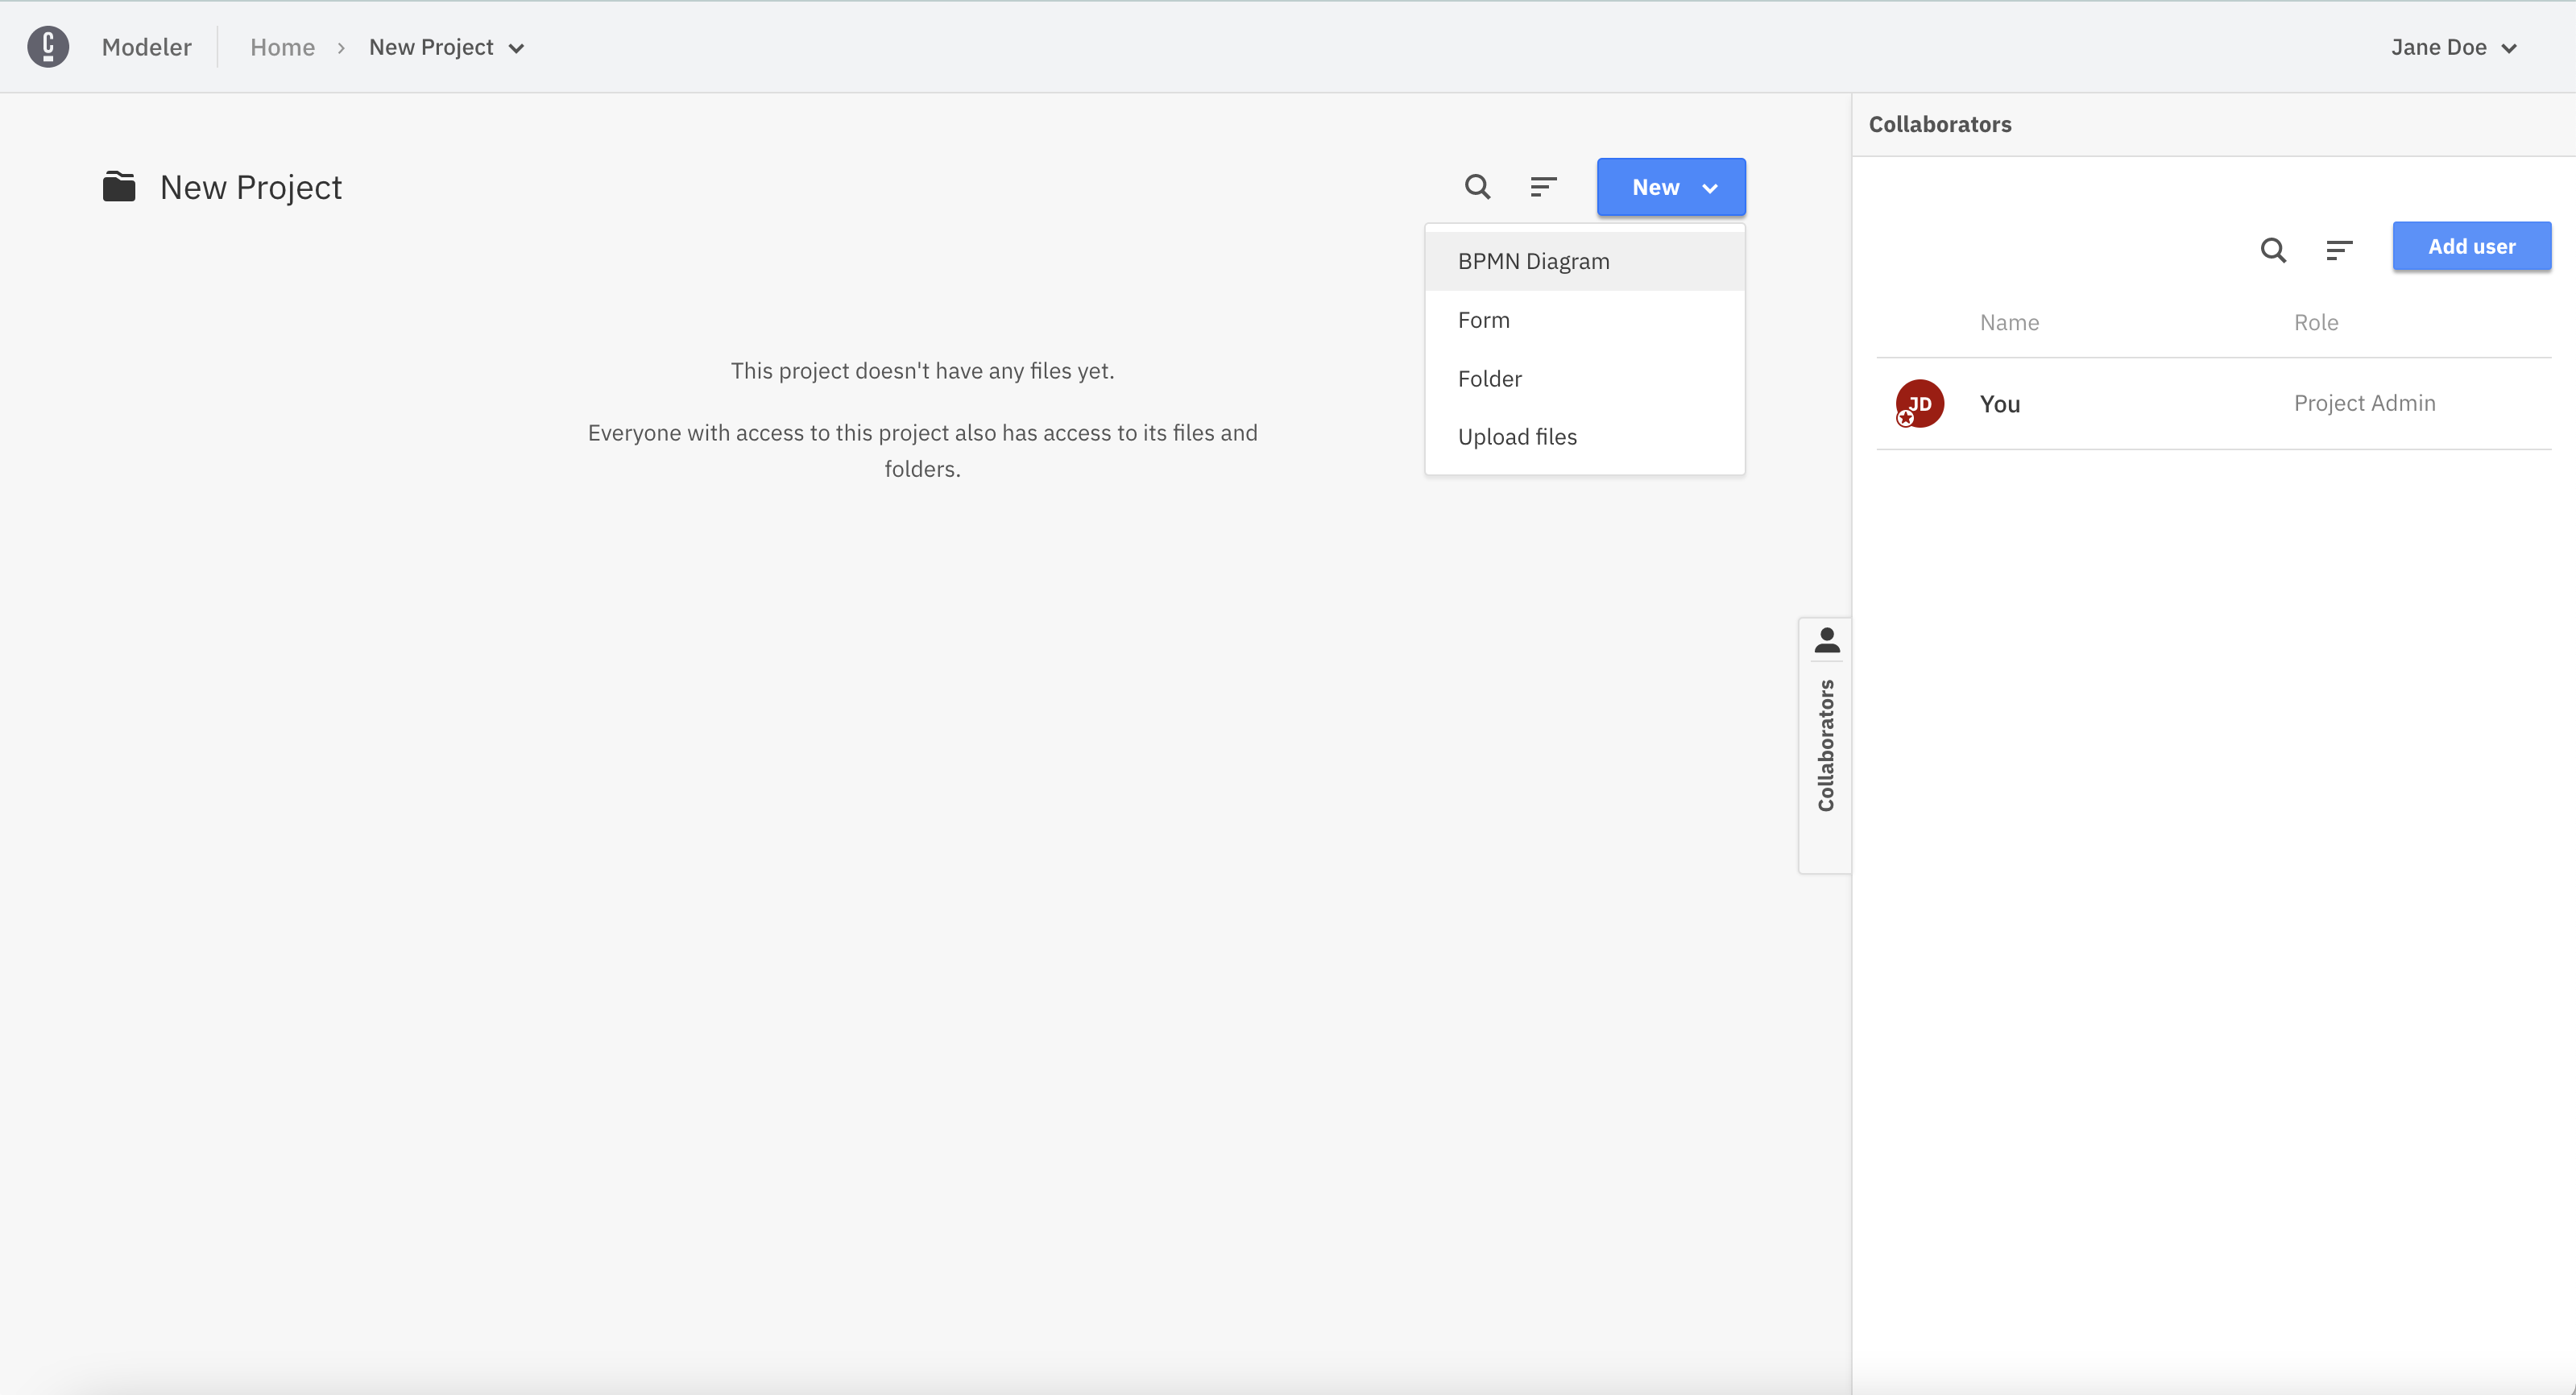 Modeler
Home
New Project
Jane Doe
New Project
New
BPMN Diagram
Form
Folder
Upload files
This project doesn't have any files yet.
Everyone with access to this project also has access to its files and
folders.
Collaborators
Collaborators
Add user
Name Role
JD You Project Admin